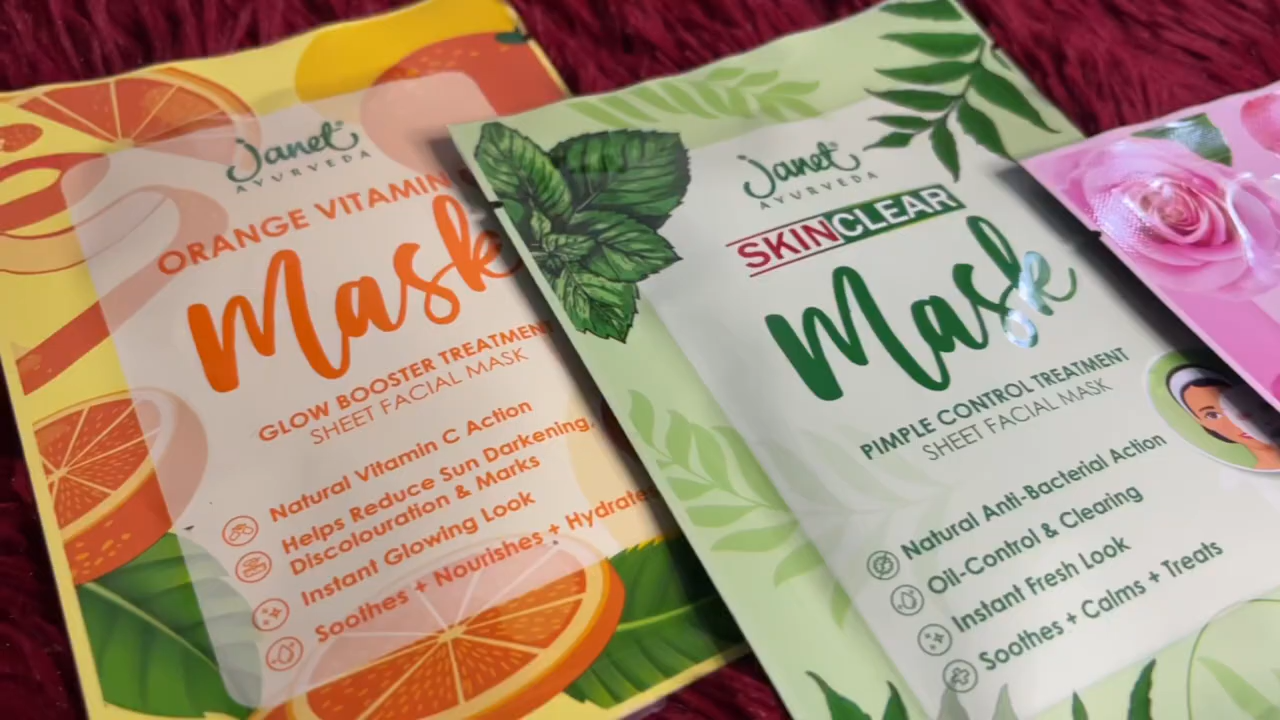 Janet
AYURVEDA
ORANGE VITAMIN
Mask
GLOW BOOSTER TREATMENT
SHEET FACIAL MASK
Natural Vitamin C Action
Helps Reduce Sun Darkening,
Discolouration & Marks
Instant Glowing Look
Soothes + Nourishes + Hydrates
Janet
AYURVEDA
SKINCLEAR
Mask
PIMPLE CONTROL TREATMENT
SHEET FACIAL MASK
Natural Anti-Bacterial Action
Oil-Control & Clearing
Instant Fresh Look
Soothes + Calms + Treats